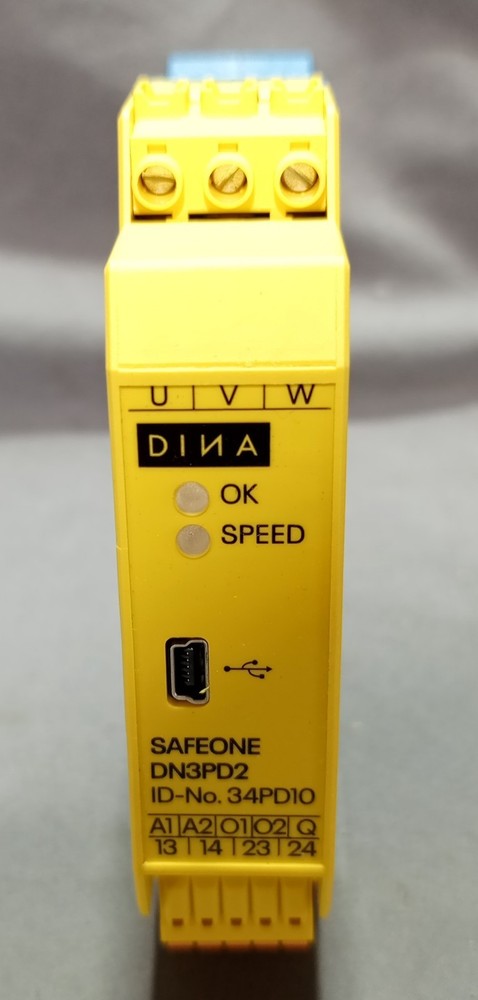 U V W
DINA
OK
SPEED
SAFEONE
DN3PD2
ID-No. 34PD10
A1 A2 O1 O2 Q
13 14 23 24